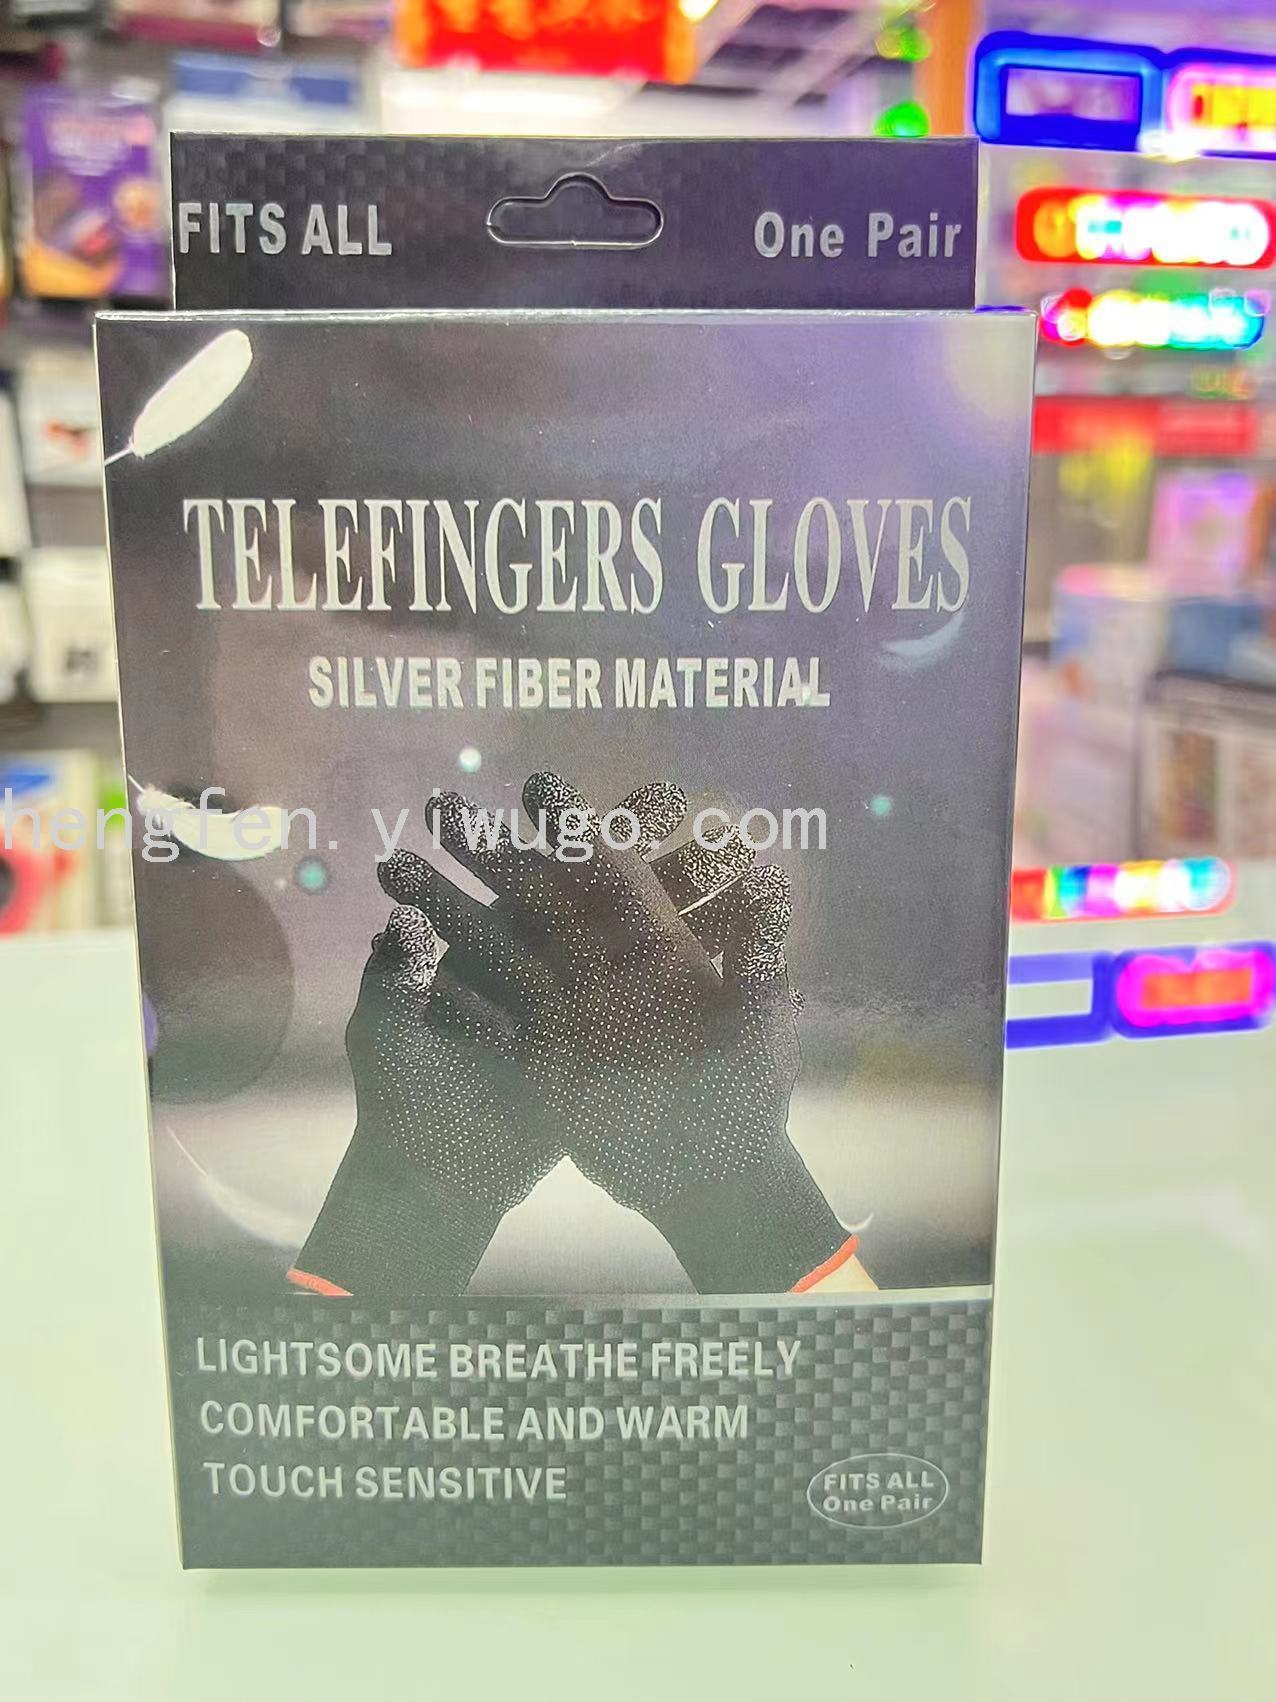 FITS ALL
One Pair
TELEFINGERS GLOVES
SILVER FIBER MATERIAL
hengfen.yiwugo.com
LIGHTSOME BREATHE FREELY
COMFORTABLE AND WARM
TOUCH SENSITIVE
FITS ALL
One Pair